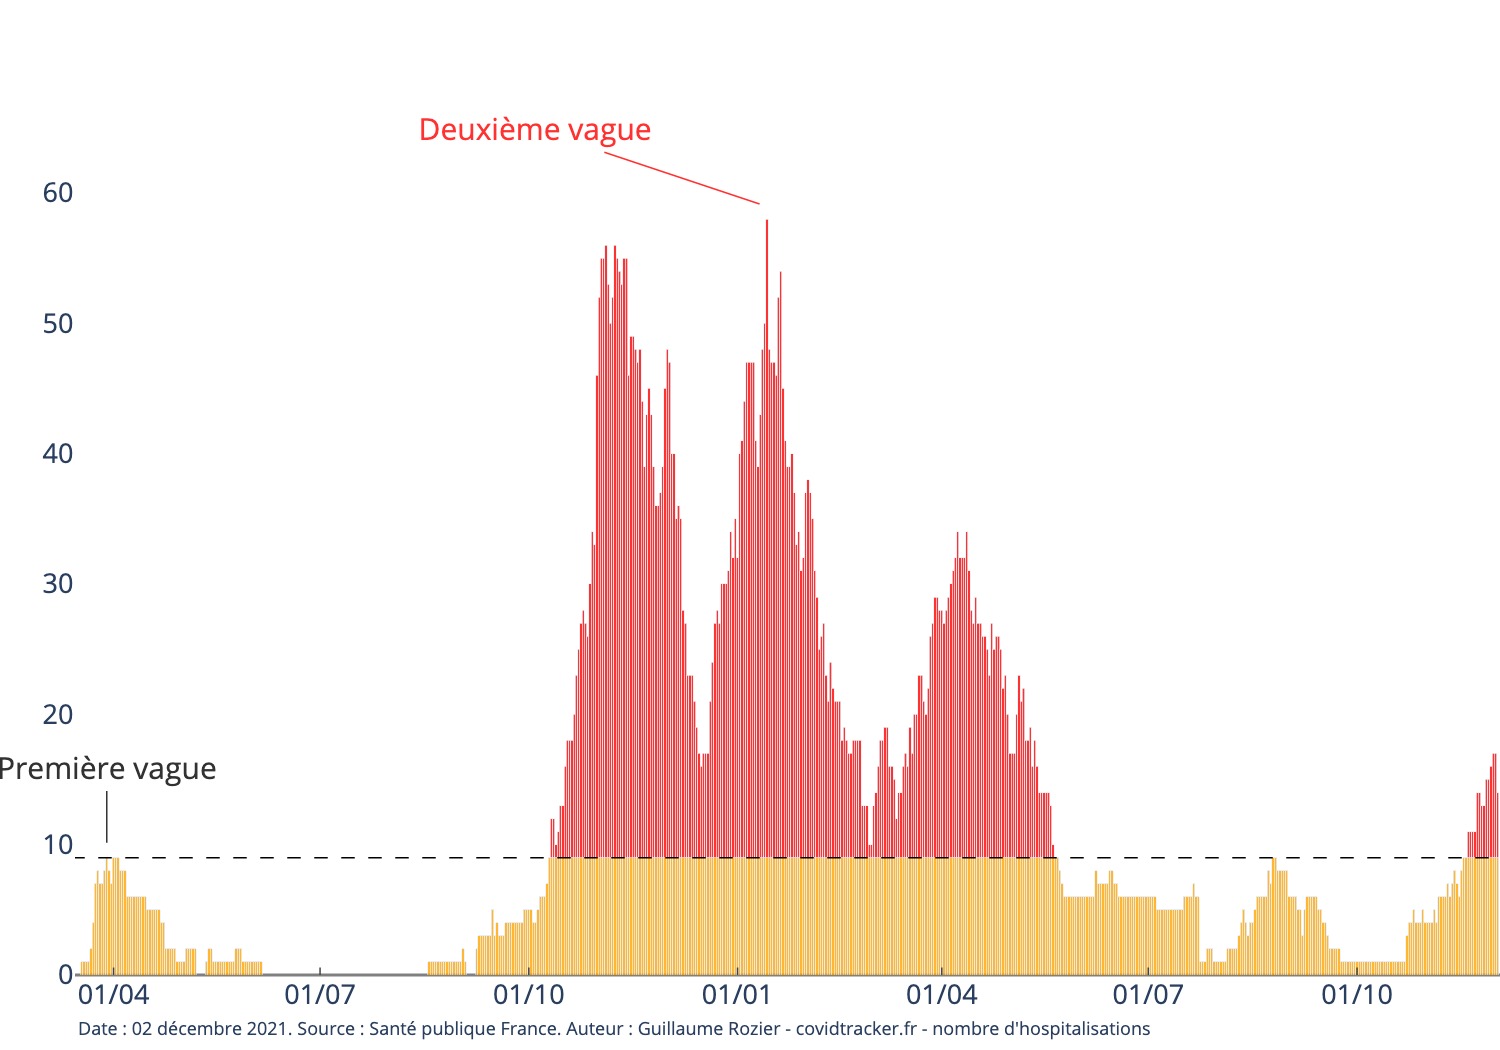 Deuxième vague
60
50
40
30
20
Première vague
10
0
01/04 01/07 01/10 01/01 01/04 01/07 01/10
Date : 02 décembre 2021. Source : Santé publique France. Auteur : Guillaume Rozier - covidtracker.fr - nombre d'hospitalisations